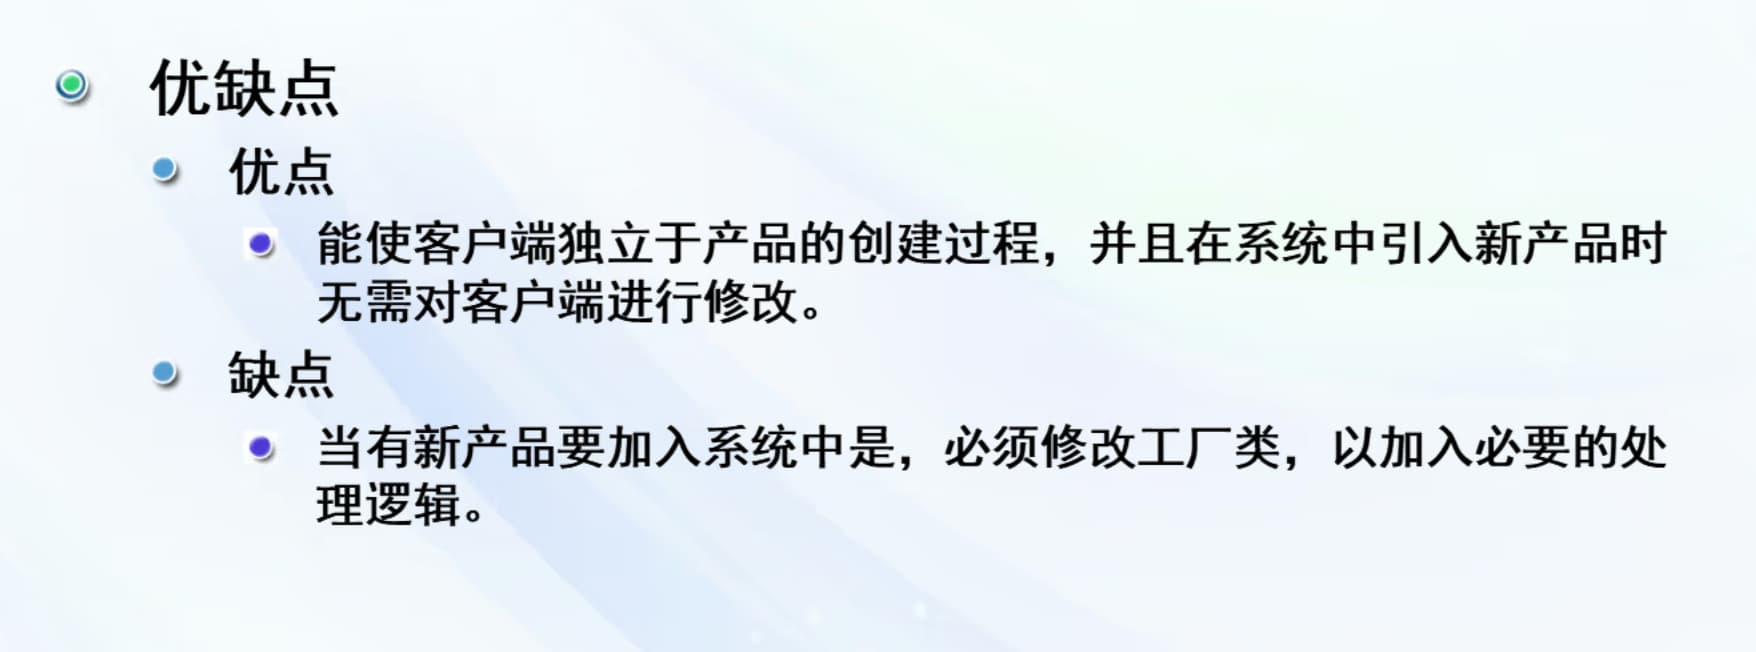 优缺点
优点
能使客户端独立于产品的创建过程，并且在系统中引入新产品时
无需对客户端进行修改。
缺点
当有新产品要加入系统中是，必须修改工厂类，以加入必要的处
理逻辑。